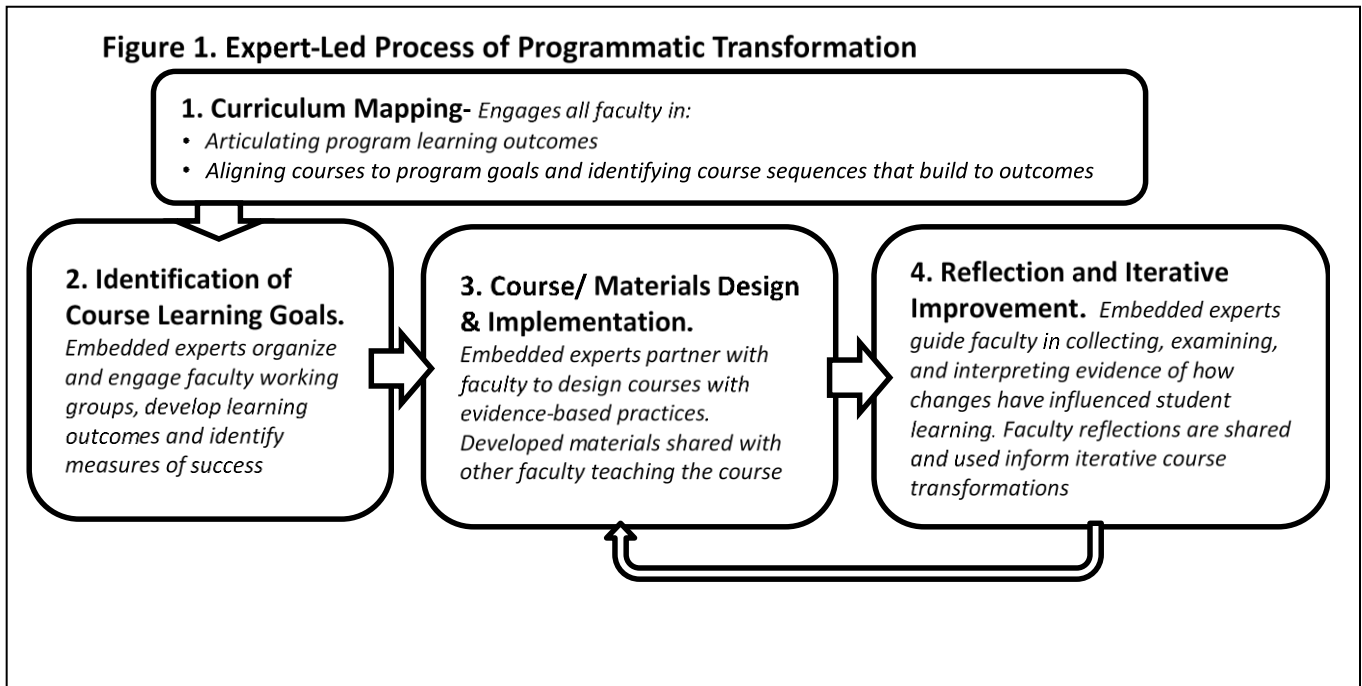 Figure 1. Expert-Led Process of Programmatic Transformation
1. Curriculum Mapping- Engages all faculty in:
• Articulating program learning outcomes
• Aligning courses to program goals and identifying course sequences that build to outcomes
2. Identification of
Course Learning Goals.
Embedded experts organize
and engage faculty working
groups, develop learning
outcomes and identify
measures of success
3. Course/ Materials Design
& Implementation.
Embedded experts partner with
faculty to design courses with
evidence-based practices.
Developed materials shared with
other faculty teaching the course
4. Reflection and Iterative
Improvement. Embedded experts
guide faculty in collecting, examining,
and interpreting evidence of how
changes have influenced student
learning. Faculty reflections are shared
and used inform iterative course
transformations